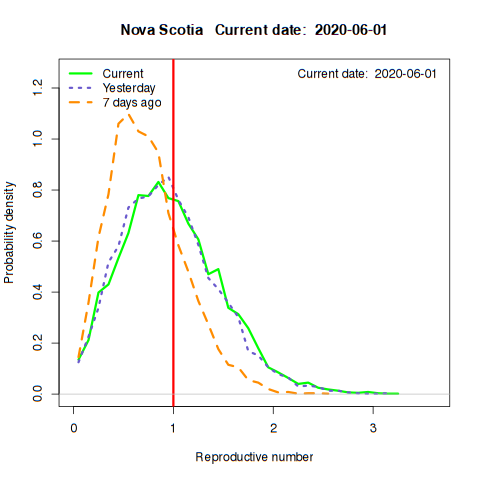 Nova Scotia   Current date:  2020-06-01
Current
Yesterday
7 days ago
Current date:  2020-06-01
Probability density
0.0
0.2
0.4
0.6
0.8
1.0
1.2
0
1
2
3
Reproductive number